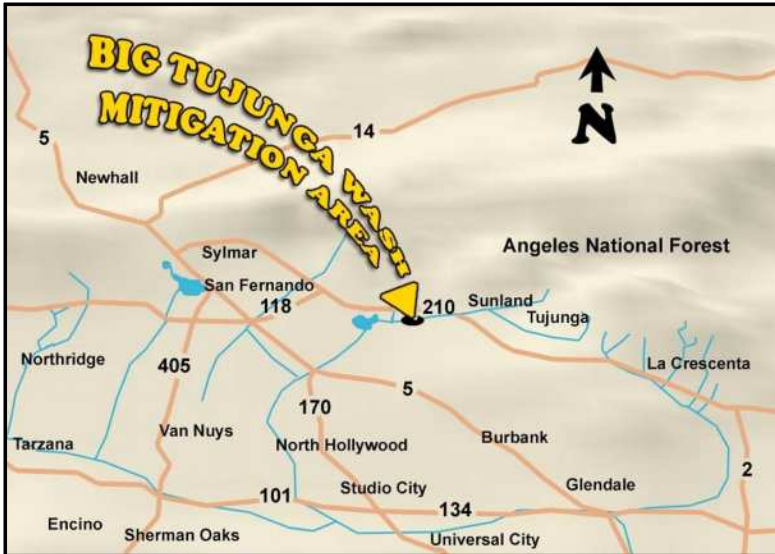 BIG TUJUNGA WASH
MITIGATION AREA
N
14
5
Newhall
Sylmar
Angeles National Forest
San Fernando
118
210
Sunland
Tujunga
Northridge
405
La Crescenta
5
170
Van Nuys
North Hollywood
Burbank
Tarzana
2
101
Studio City
134
Glendale
Encino
Sherman Oaks
Universal City